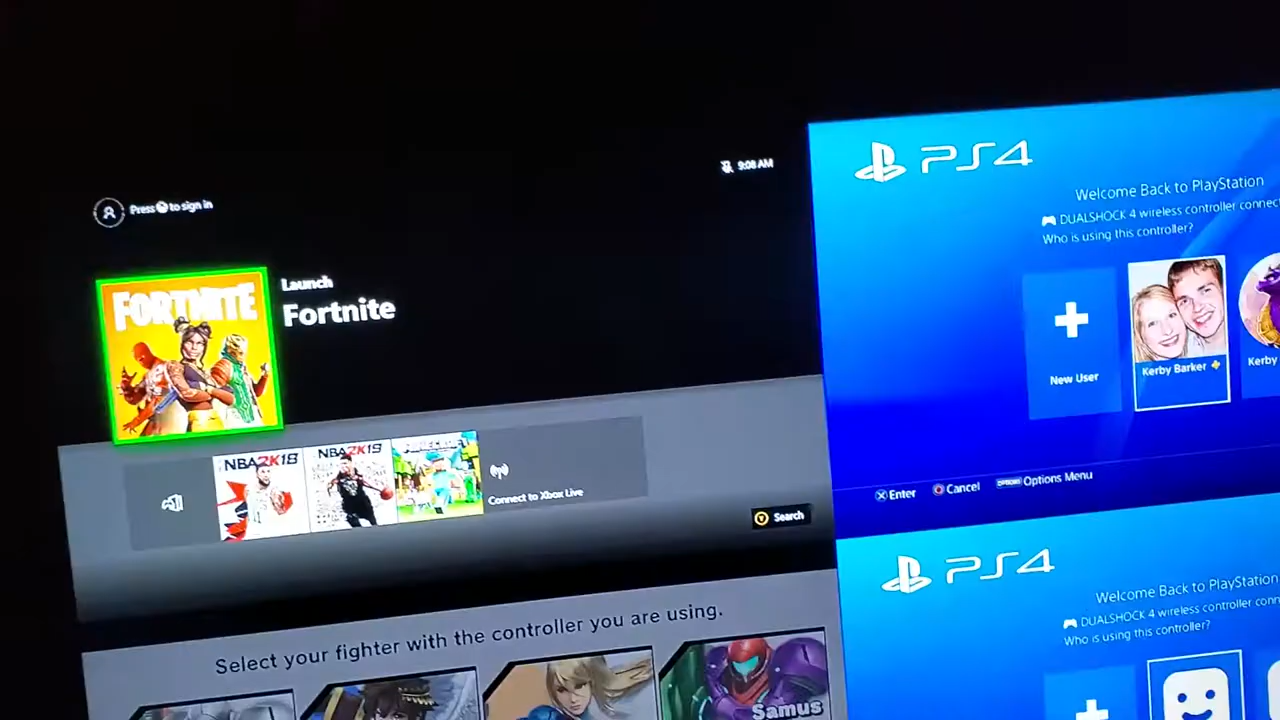 9:08 AM
Press to sign in
Launch
Fortnite
FORTNITE
NBA2K18
NBA2K19
MINECRAFT
Connect to Xbox Live
Search
PS4
Welcome Back to PlayStation
DUALSHOCK 4 wireless controller connec
Who is using this controller?
New User
Kerby Barker
Kerby
Enter
Cancel
OPTIONS Options Menu
Select your fighter with the controller you are using.
Samus
PS4
Welcome Back to PlayStation
DUALSHOCK 4 wireless controller conn
Who is using this controller?